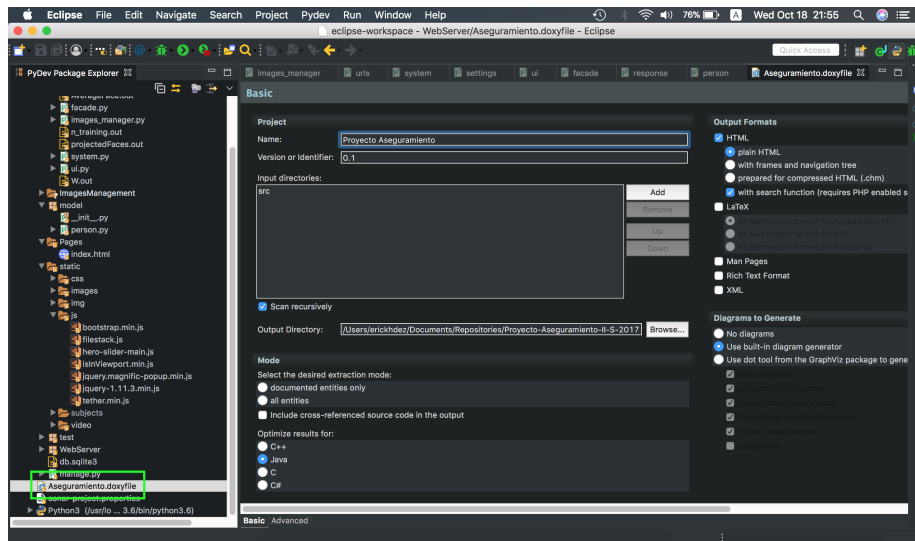 Eclipse File Edit Navigate Search Project Pydev Run Window Help 76% A Wed Oct 18 21:55
eclipse-workspace - WebServer/Aseguramiento.doxyfile - Eclipse
Quick Access
PyDev Package Explorer
facade.py
images_manager.py
n_training.out
projectedFaces.out
system.py
ui.py
W.out
ImagesManagement
model
__init__.py
person.py
Pages
index.html
static
css
images
img
js
bootstrap.min.js
filestack.js
hero-slider-main.js
isInViewport.min.js
jquery.magnific-popup.min.js
jquery-1.11.3.min.js
tether.min.js
subjects
video
test
WebServer
db.sqlite3
manage.py
Aseguramiento.doxyfile
sonar-project.properties
Python3 (/usr/lo ... 3.6/bin/python3.6)
images_manager urls system settings ui facade response person Aseguramiento.doxyfile
Basic
Project
Name: Proyecto Aseguramiento
Version or Identifier: 0.1
Input directories:
src
Add
Remove
Up
Down
Scan recursively
Output Directory: /Users/erickhdez/Documents/Repositories/Proyecto-Aseguramiento-II-S-2017 Browse...
Mode
Select the desired extraction mode:
documented entities only
all entities
Include cross-referenced source code in the output
Optimize results for:
C++
Java
C
C#
Basic Advanced
Output Formats
HTML
plain HTML
with frames and navigation tree
prepared for compressed HTML (.chm)
with search function (requires PHP enabled s
LaTeX
Man Pages
Rich Text Format
XML
Diagrams to Generate
No diagrams
Use built-in diagram generator
Use dot tool from the GraphViz package to gene